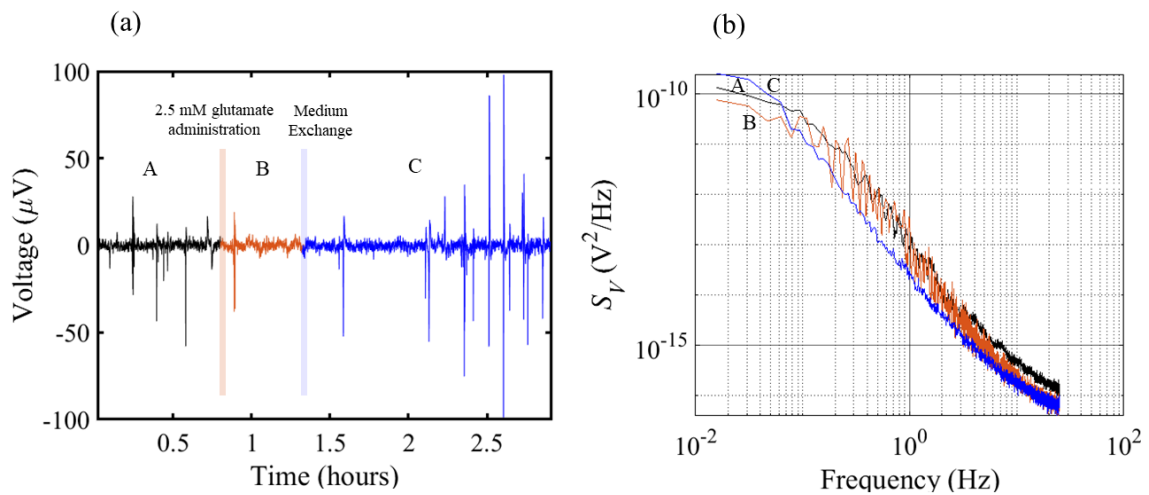 (a)
100
50
0
-50
-100
Voltage (μV)
2.5 mM glutamate
administration
Medium
Exchange
A
B
C
0.5
1
1.5
2
2.5
Time (hours)
(b)
10^-10
10^-15
S_V (V^2/Hz)
A
C
B
10^-2
10^0
10^2
Frequency (Hz)